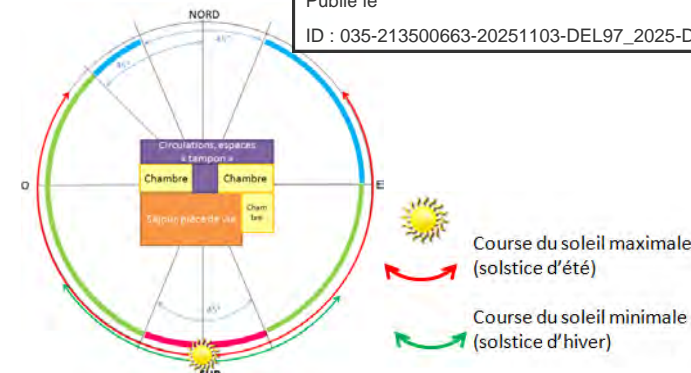 Publié le
ID : 035-213500663-20251103-DEL97_2025-D
NORD
45°
45°
Circulations, espaces
« tampon »
O
Chambre
Chambre
E
Séjour, pièce de vie
Cham
bre
45°
SUD
Course du soleil maximale
(solstice d'été)
Course du soleil minimale
(solstice d'hiver)